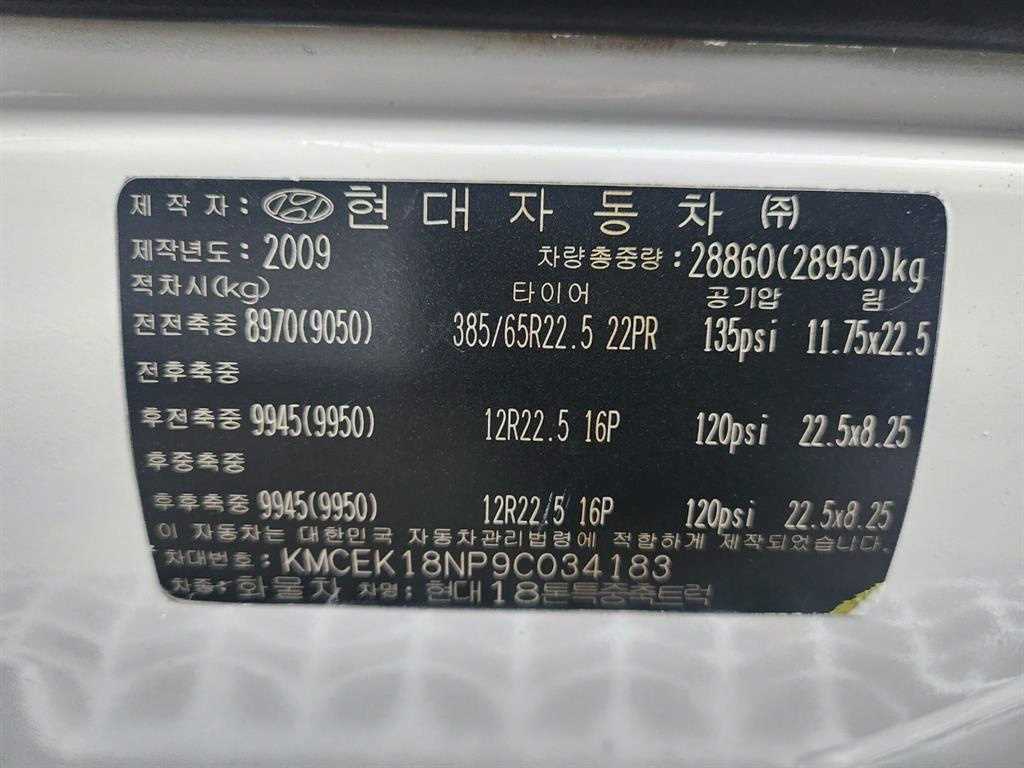 제 작 자 : 현 대 자 동 차 ㈜
제작년도 : 2009 차량총중량 : 28860(28950)kg
적차시(kg) 타이어 공기압 림
전전축중 8970(9050) 385/65R22.5 22PR 135psi 11.75x22.5
전후축중
후전축중 9945(9950) 12R22.5 16P 120psi 22.5x8.25
후중축중
후후축중 9945(9950) 12R22.5 16P 120psi 22.5x8.25
이 자동차는 대한민국 자동차관리법령에 적합하게 제작되었습니다.
차대번호 : KMCEK18NP9C034183
차종 : 화물차 차명 : 현대18톤특중축트럭